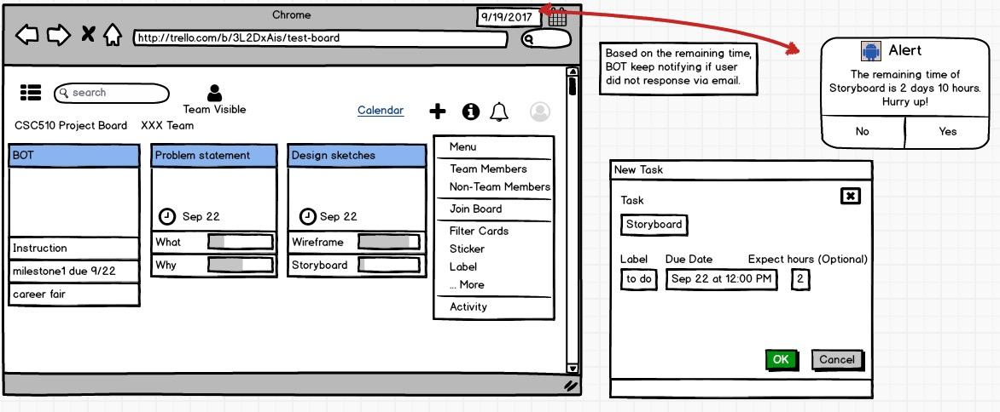 Chrome
9/19/2017
http://trello.com/b/3L2DxAis/test-board
search
Team Visible
Calendar
CSC510 Project Board XXX Team
BOT
Instruction
milestone1 due 9/22
career fair
Problem statement
Sep 22
What
Why
Design sketches
Sep 22
Wireframe
Storyboard
Menu
Team Members
Non-Team Members
Join Board
Filter Cards
Sticker
Label
... More
Activity
Based on the remaining time,
BOT keep notifying if user
did not response via email.
Alert
The remaining time of
Storyboard is 2 days 10 hours.
Hurry up!
No Yes
New Task
Task
Storyboard
Label Due Date Expect hours (Optional)
to do Sep 22 at 12:00 PM 2
OK Cancel